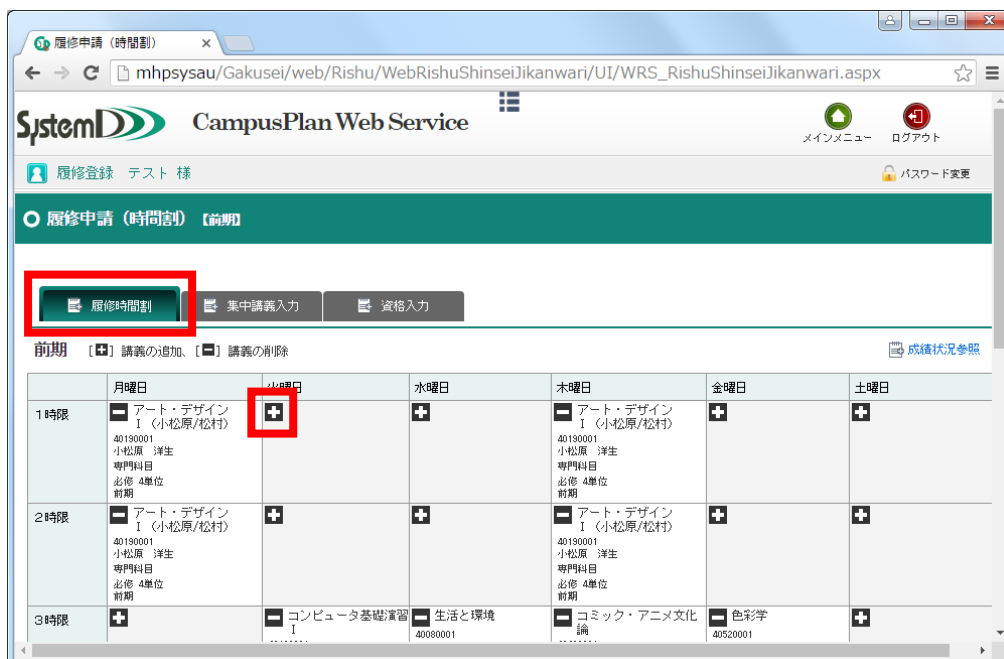 履修申請（時間割）
mhpsysau/Gakusei/web/Rishu/WebRishuShinseiJikanwari/UI/WRS_RishuShinseiJikanwari.aspx
SystemD CampusPlan Web Service
メインメニュー ログアウト
履修登録 テスト 様 パスワード変更
履修申請（時間割）【前期】
履修時間割 集中講義入力 資格入力
前期 [+] 講義の追加、[-] 講義の削除 成績状況参照
月曜日 火曜日 水曜日 木曜日 金曜日 土曜日
1時限 アート・デザイン アート・デザイン
Ⅰ（小松原/松村） Ⅰ（小松原/松村）
40190001 40190001
小松原 洋生 小松原 洋生
専門科目 専門科目
必修 4単位 必修 4単位
前期 前期
2時限 アート・デザイン アート・デザイン
Ⅰ（小松原/松村） Ⅰ（小松原/松村）
40190001 40190001
小松原 洋生 小松原 洋生
専門科目 専門科目
必修 4単位 必修 4単位
前期 前期
3時限 コンピュータ基礎演習 生活と環境 コミック・アニメ文化 色彩学
Ⅰ 40080001 論 40520001